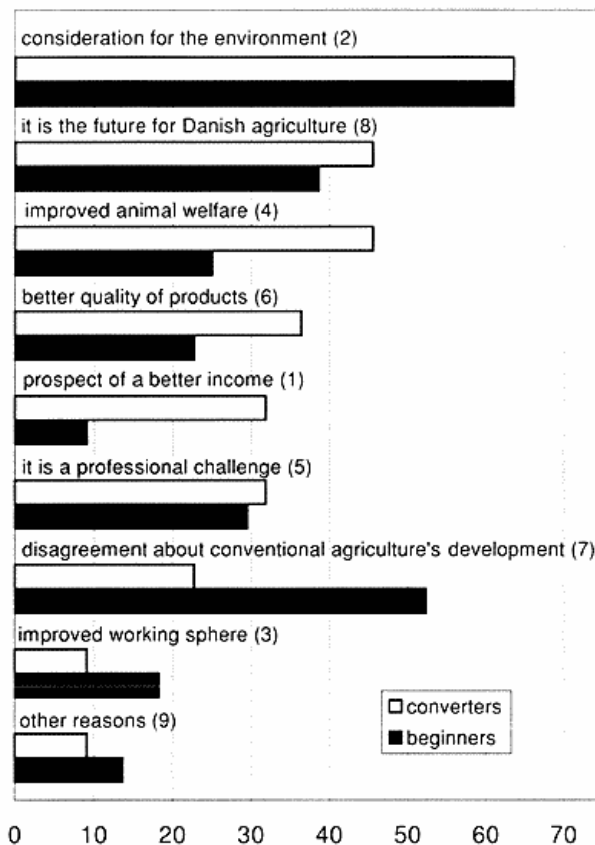 consideration for the environment (2)
it is the future for Danish agriculture (8)
improved animal welfare (4)
better quality of products (6)
prospect of a better income (1)
it is a professional challenge (5)
disagreement about conventional agriculture's development (7)
improved working sphere (3)
other reasons (9)
converters
beginners
0 10 20 30 40 50 60 70